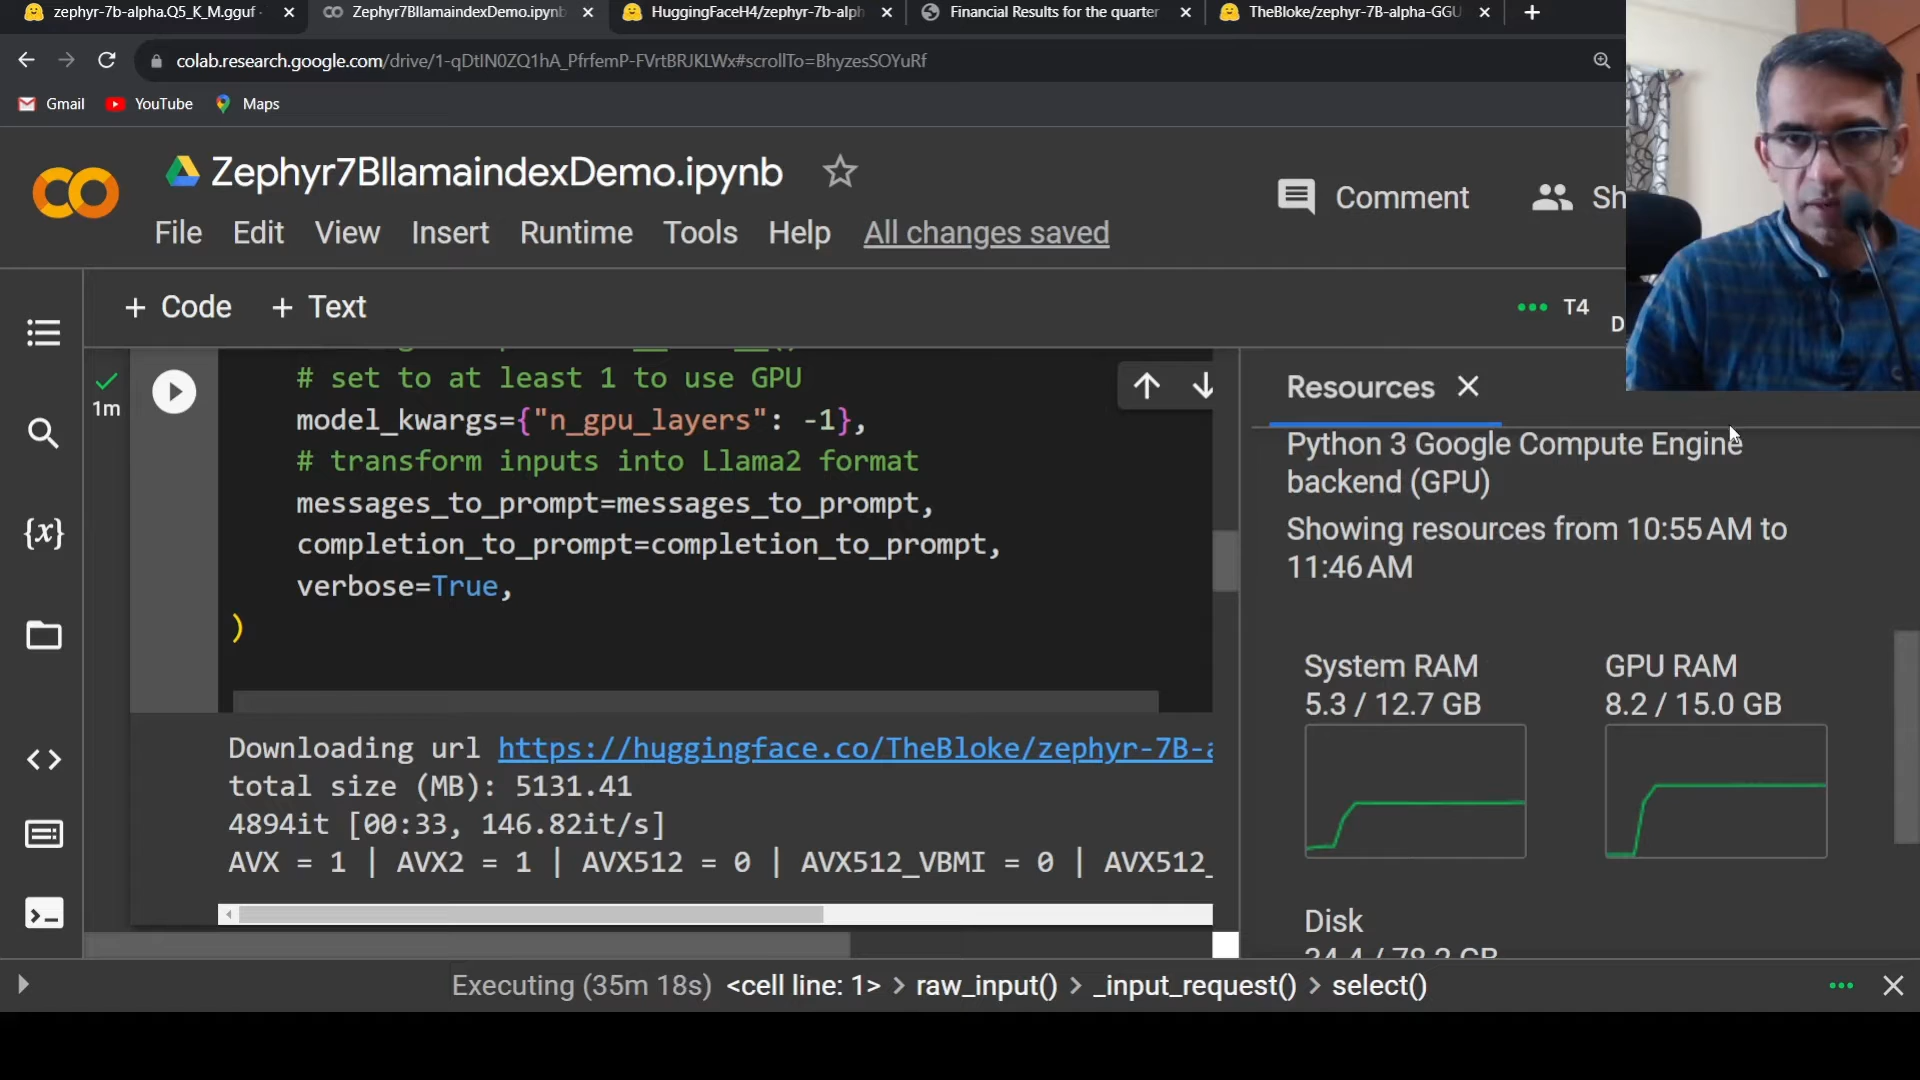 zephyr-7b-alpha.Q5_K_M.gguf
Zephyr7BllamaindexDemo.ipynb
HuggingFaceH4/zephyr-7b-alph
Financial Results for the quarter
TheBloke/zephyr-7B-alpha-GGU
colab.research.google.com/drive/1-qDtIN0ZQ1hA_PfrfemP-FVrtBRJKLWx#scrollTo=BhyzesSOYuRf
Gmail YouTube Maps
Zephyr7BllamaindexDemo.ipynb
Comment Sh
File Edit View Insert Runtime Tools Help All changes saved
+ Code + Text
T4
D
# set to at least 1 to use GPU
model_kwargs={"n_gpu_layers": -1},
# transform inputs into Llama2 format
messages_to_prompt=messages_to_prompt,
completion_to_prompt=completion_to_prompt,
verbose=True,
)
1m
Downloading url https://huggingface.co/TheBloke/zephyr-7B-a
total size (MB): 5131.41
4894it [00:33, 146.82it/s]
AVX = 1 | AVX2 = 1 | AVX512 = 0 | AVX512_VBMI = 0 | AVX512_
Resources
Python 3 Google Compute Engine
backend (GPU)
Showing resources from 10:55 AM to
11:46 AM
System RAM
5.3 / 12.7 GB
GPU RAM
8.2 / 15.0 GB
Disk
Executing (35m 18s) <cell line: 1> > raw_input() > _input_request() > select()